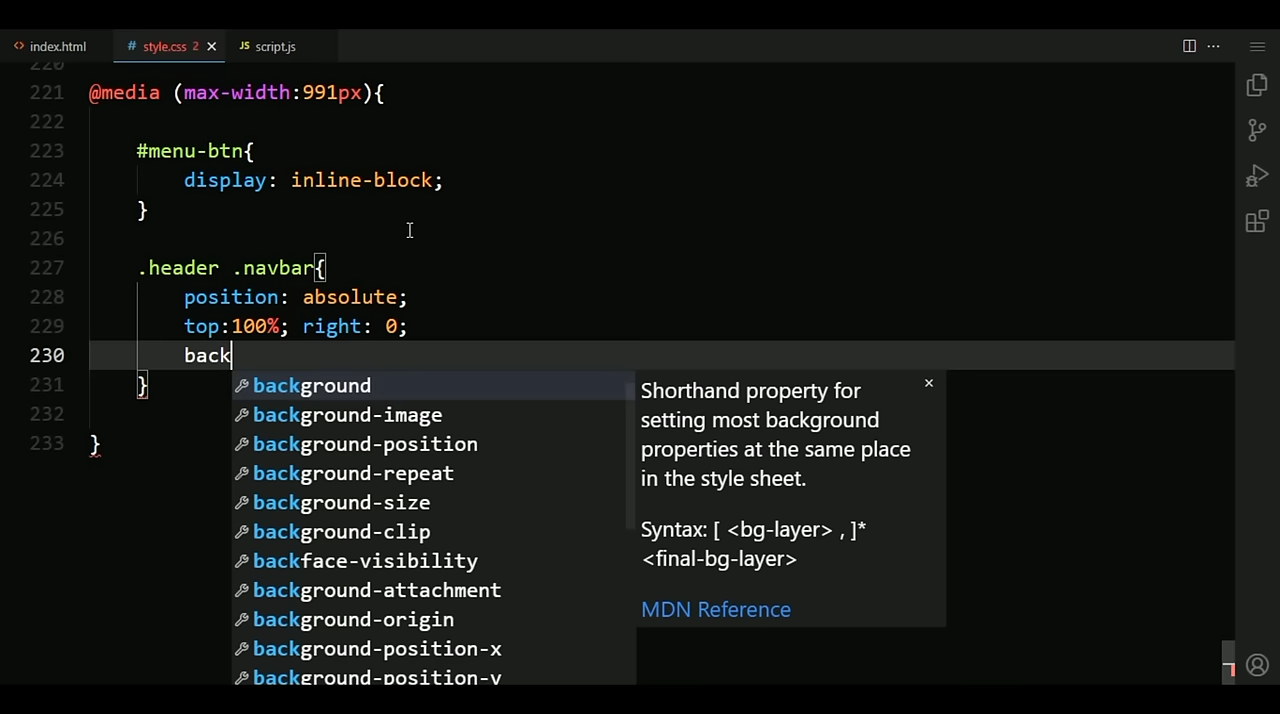 index.html
# style.css 2
JS script.js
220
221 @media (max-width:991px){
222
223 #menu-btn{
224 display: inline-block;
225 }
226
227 .header .navbar{
228 position: absolute;
229 top:100%; right: 0;
230 back
231 }
232
233 }
background
background-image
background-position
background-repeat
background-size
background-clip
backface-visibility
background-attachment
background-origin
background-position-x
background-position-y
Shorthand property for
setting most background
properties at the same place
in the style sheet.
Syntax: [ <bg-layer> , ]*
<final-bg-layer>
MDN Reference